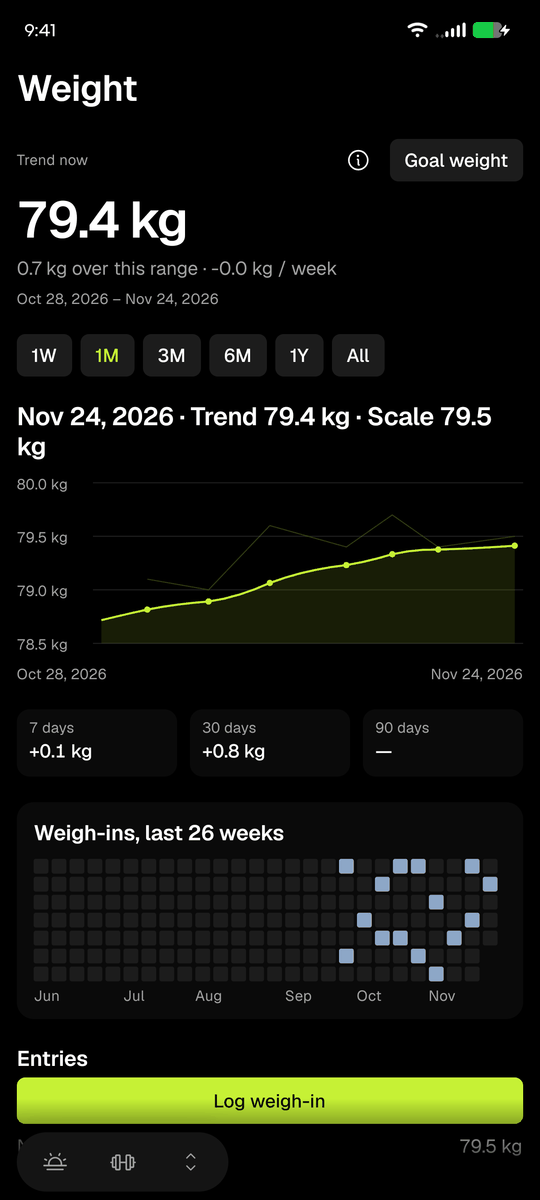 9:41
Weight
Trend now
Goal weight
79.4 kg
0.7 kg over this range · -0.0 kg / week
Oct 28, 2026 – Nov 24, 2026
1W
1M
3M
6M
1Y
All
Nov 24, 2026 · Trend 79.4 kg · Scale 79.5
kg
80.0 kg
79.5 kg
79.0 kg
78.5 kg
Oct 28, 2026
Nov 24, 2026
7 days
+0.1 kg
30 days
+0.8 kg
90 days
—
Weigh-ins, last 26 weeks
Jun
Jul
Aug
Sep
Oct
Nov
Entries
Log weigh-in
79.5 kg